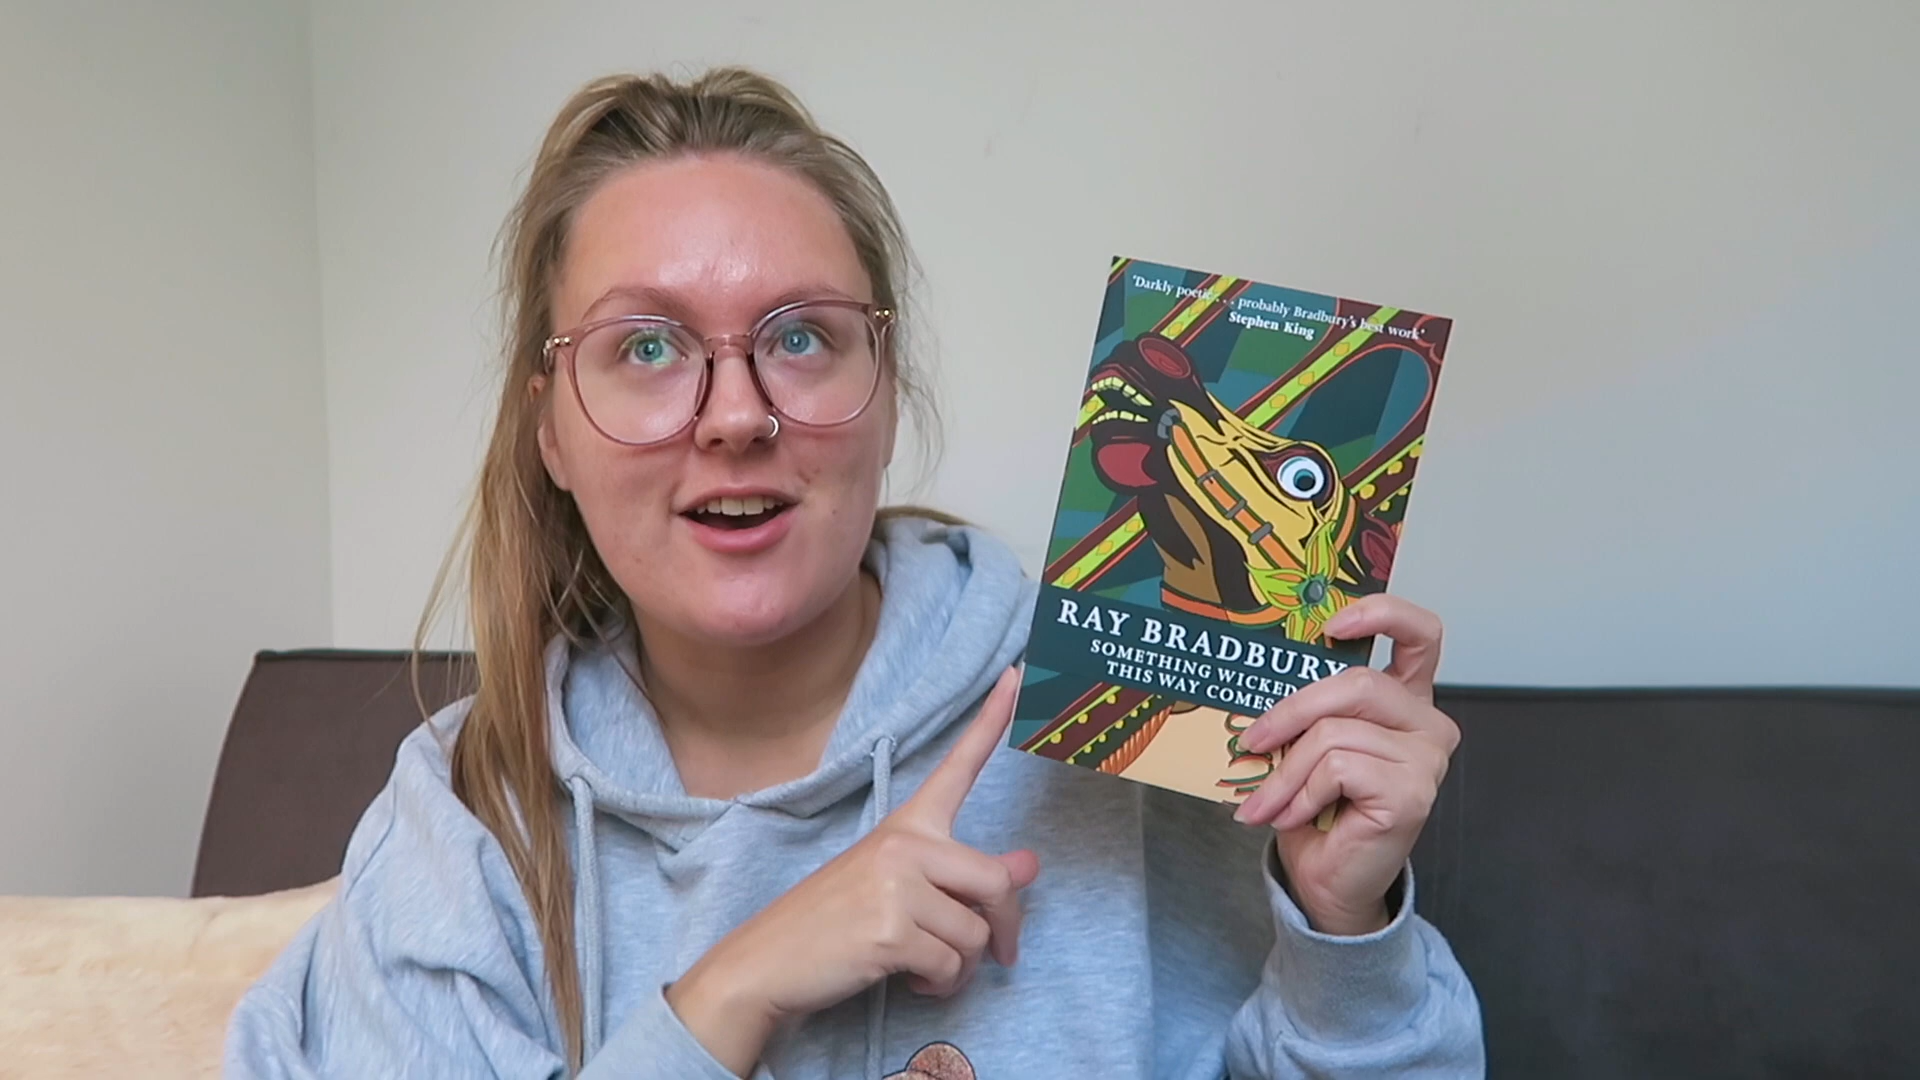 'Darkly poetic . . . probably Bradbury's best work'
Stephen King
RAY BRADBURY
SOMETHING WICKED
THIS WAY COMES